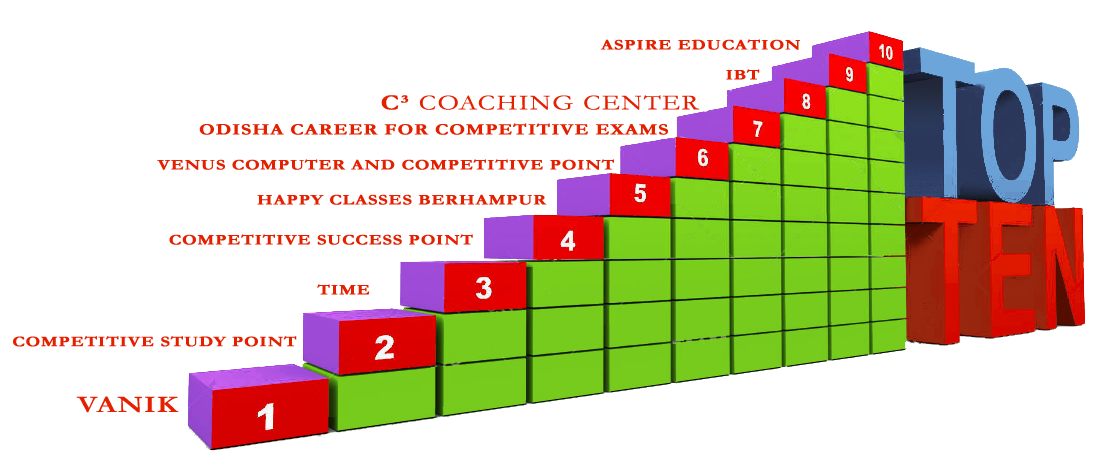 ASPIRE EDUCATION 10
IBT 9
C³ COACHING CENTER 8
ODISHA CAREER FOR COMPETITIVE EXAMS 7
VENUS COMPUTER AND COMPETITIVE POINT 6
HAPPY CLASSES BERHAMPUR 5
COMPETITIVE SUCCESS POINT 4
TIME 3
COMPETITIVE STUDY POINT 2
VANIK 1
TOP
TEN